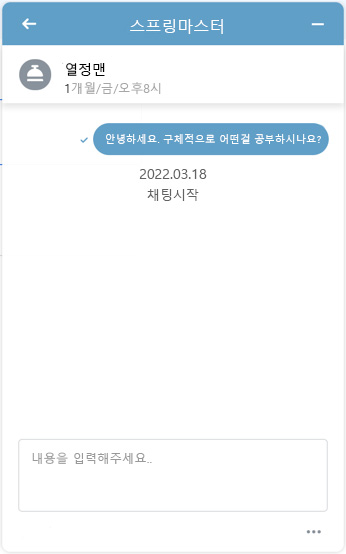 스프링마스터
열정맨
1개월/금/오후8시
안녕하세요. 구체적으로 어떤걸 공부하시나요?
2022.03.18
채팅시작
내용을 입력해주세요..